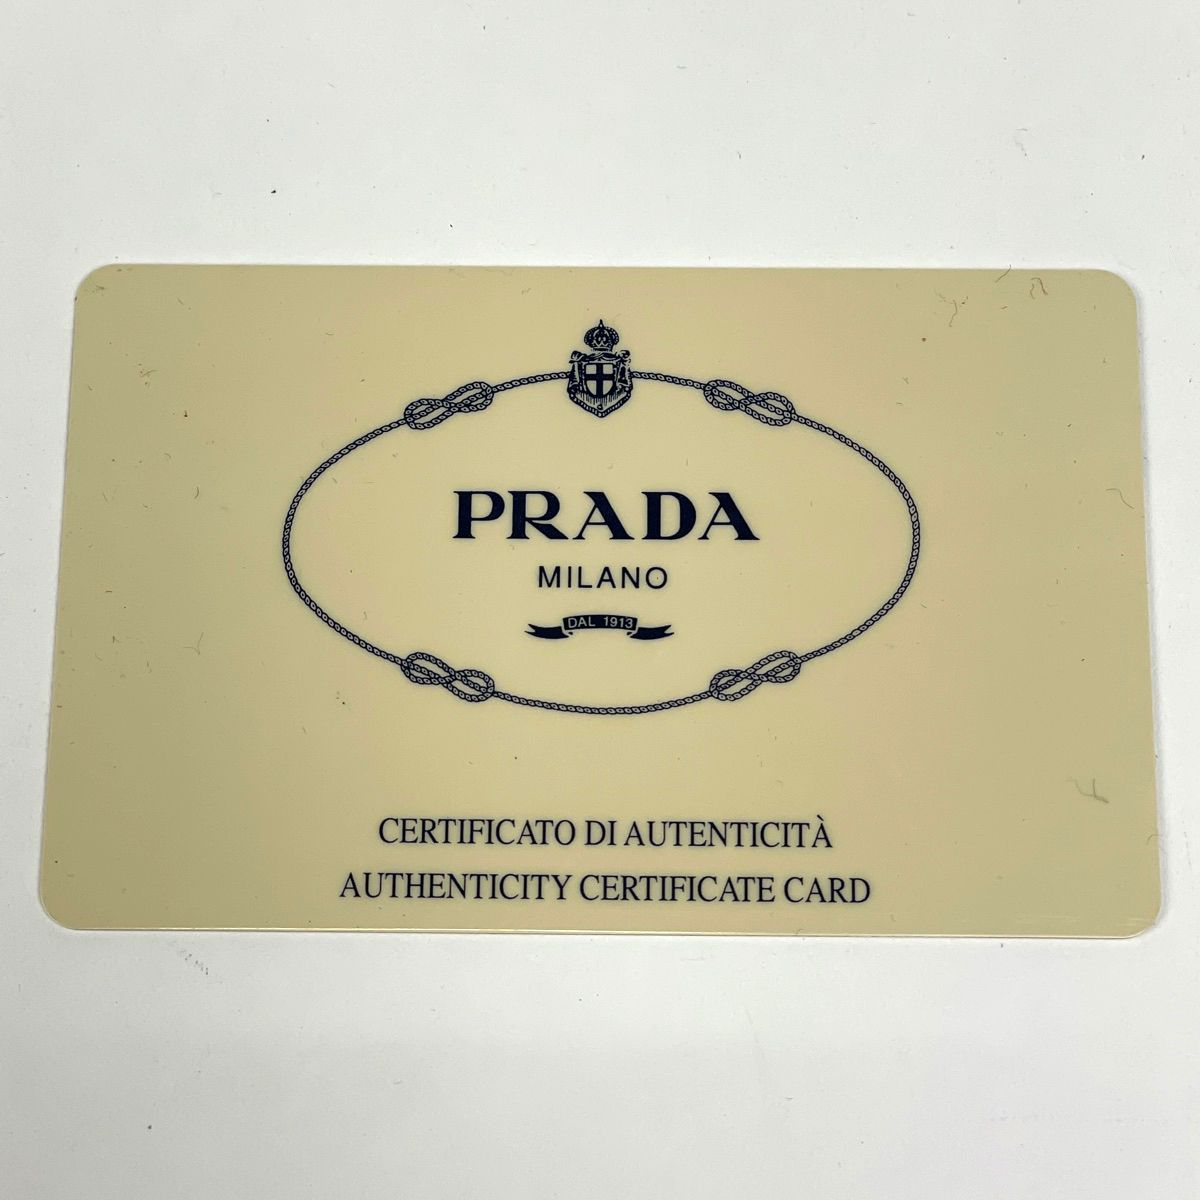 PRADA
MILANO
DAL 1913
CERTIFICATO DI AUTENTICITÀ
AUTHENTICITY CERTIFICATE CARD